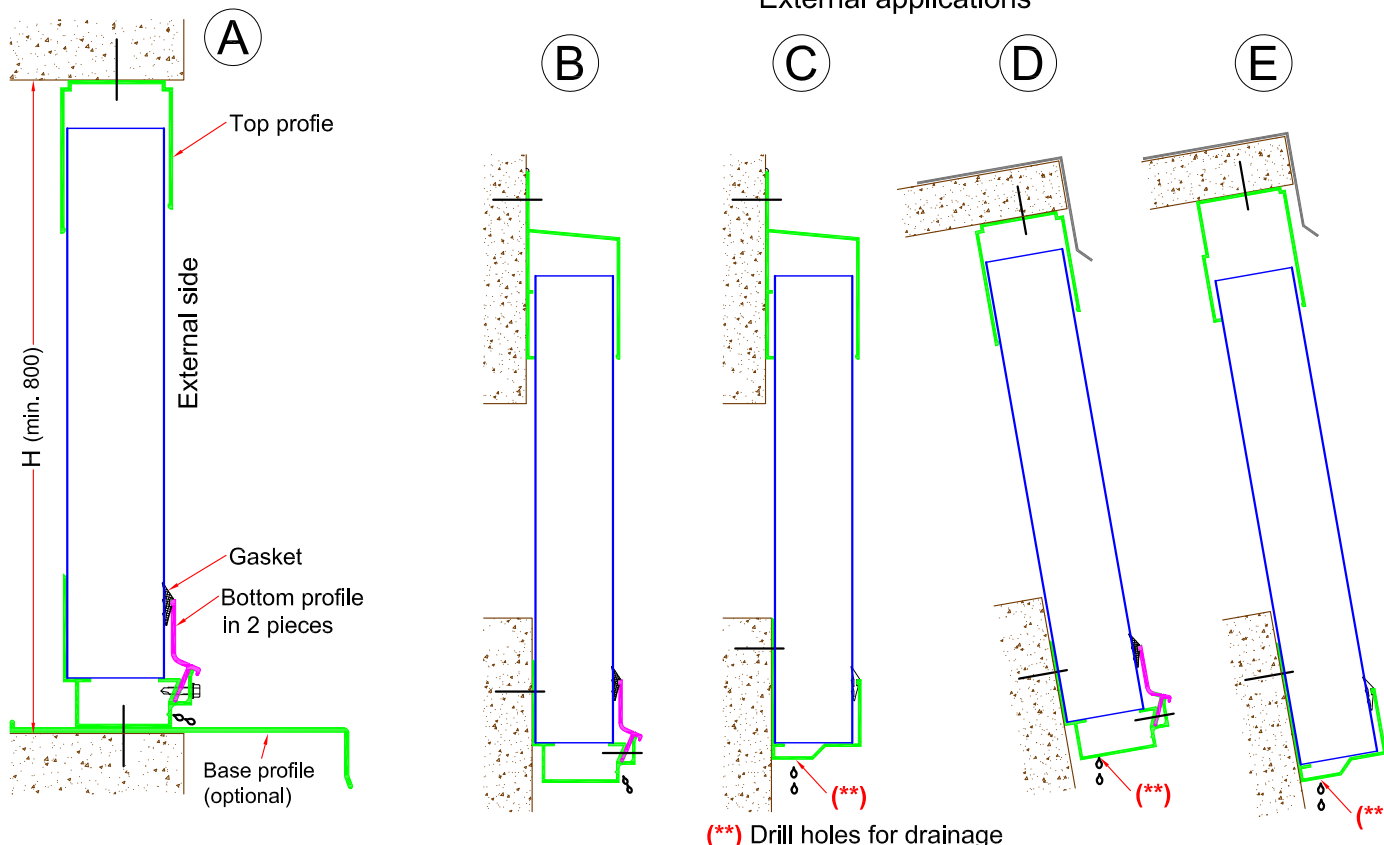 External applications
A
B
C
D
E
Top profie
External side
H (min. 800)
Gasket
Bottom profile
in 2 pieces
Base profile
(optional)
(**)
(**)
(**
(**) Drill holes for drainage